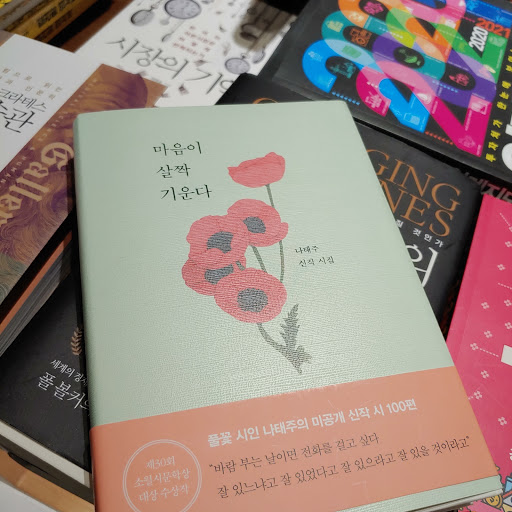 시장의 기억
2020
2021
크라테스
습관
Galle
마음이
살짝
기운다
나태주
신작 시집
GING
NES
것인가
세계의 경
폴 볼커의
풀꽃 시인 나태주의 미공개 신작 시 100편
제30회
소월시문학상
대상 수상작
"바람 부는 날이면 전화를 걸고 싶다
잘 있느냐고 잘 있었다고 잘 있으라고 잘 있을 것이라고"